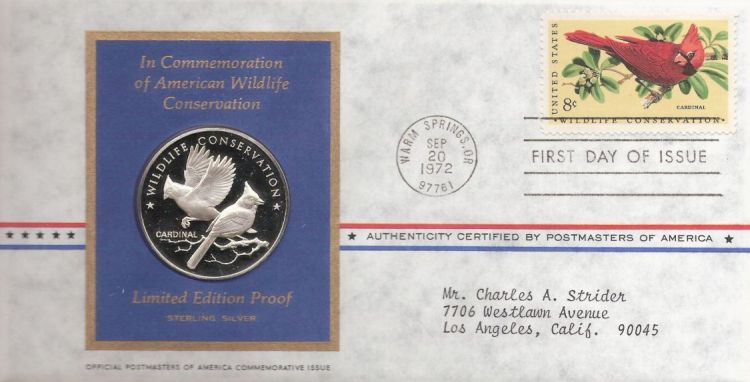 In Commemoration
of American Wildlife
Conservation
★ WILDLIFE CONSERVATION ★
CARDINAL
Limited Edition Proof
STERLING SILVER
OFFICIAL POSTMASTERS OF AMERICA COMMEMORATIVE ISSUE
UNITED STATES
8¢
CARDINAL
• WILDLIFE CONSERVATION •
WARM SPRINGS, OR
SEP
20
1972
97761
FIRST DAY OF ISSUE
★ AUTHENTICITY CERTIFIED BY POSTMASTERS OF AMERICA ★
Mr. Charles A. Strider
7706 Westlawn Avenue
Los Angeles, Calif. 90045